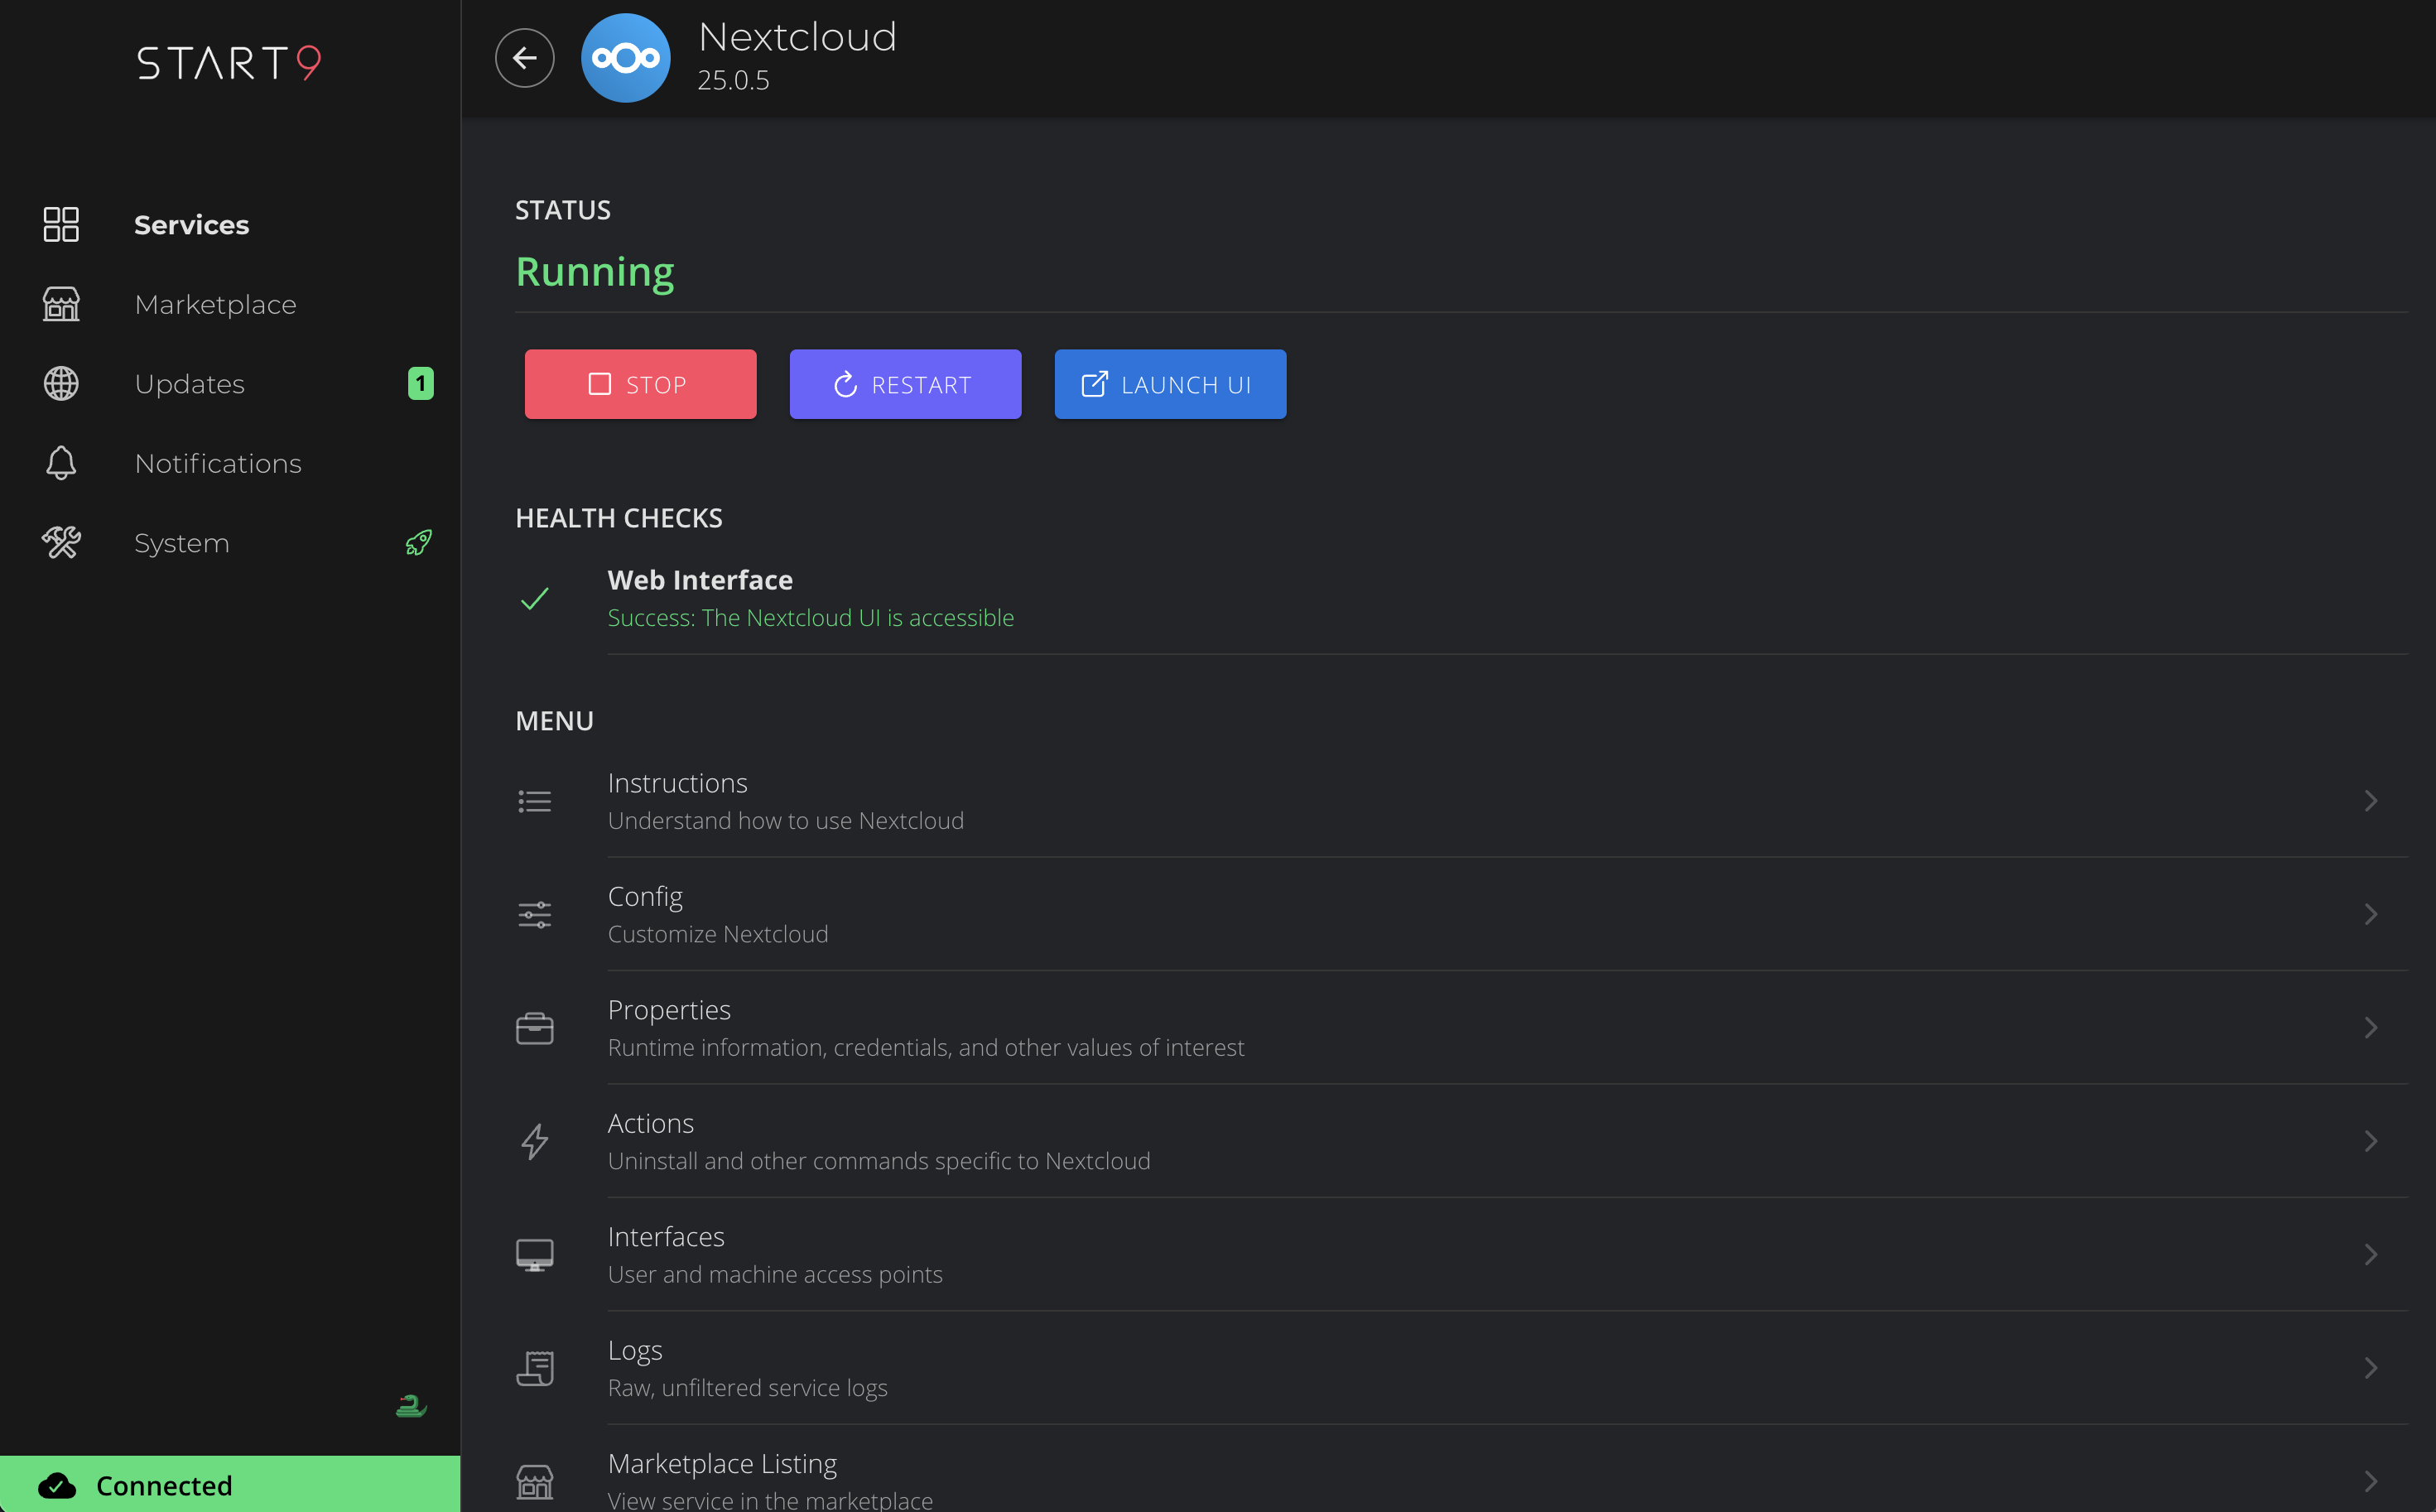 START9
Services
Marketplace
Updates
1
Notifications
System
Connected
Nextcloud
25.0.5
STATUS
Running
STOP
RESTART
LAUNCH UI
HEALTH CHECKS
Web Interface
Success: The Nextcloud UI is accessible
MENU
Instructions
Understand how to use Nextcloud
Config
Customize Nextcloud
Properties
Runtime information, credentials, and other values of interest
Actions
Uninstall and other commands specific to Nextcloud
Interfaces
User and machine access points
Logs
Raw, unfiltered service logs
Marketplace Listing
View service in the marketplace